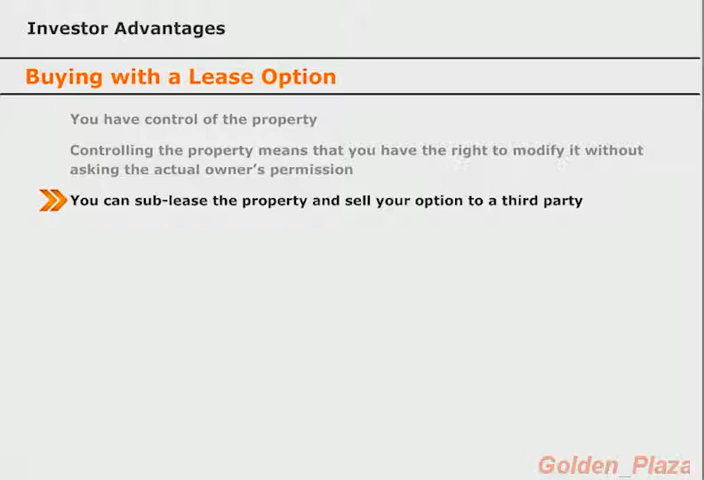 Investor Advantages
Buying with a Lease Option
You have control of the property
Controlling the property means that you have the right to modify it without
asking the actual owner's permission
You can sub-lease the property and sell your option to a third party
Golden_Plaza